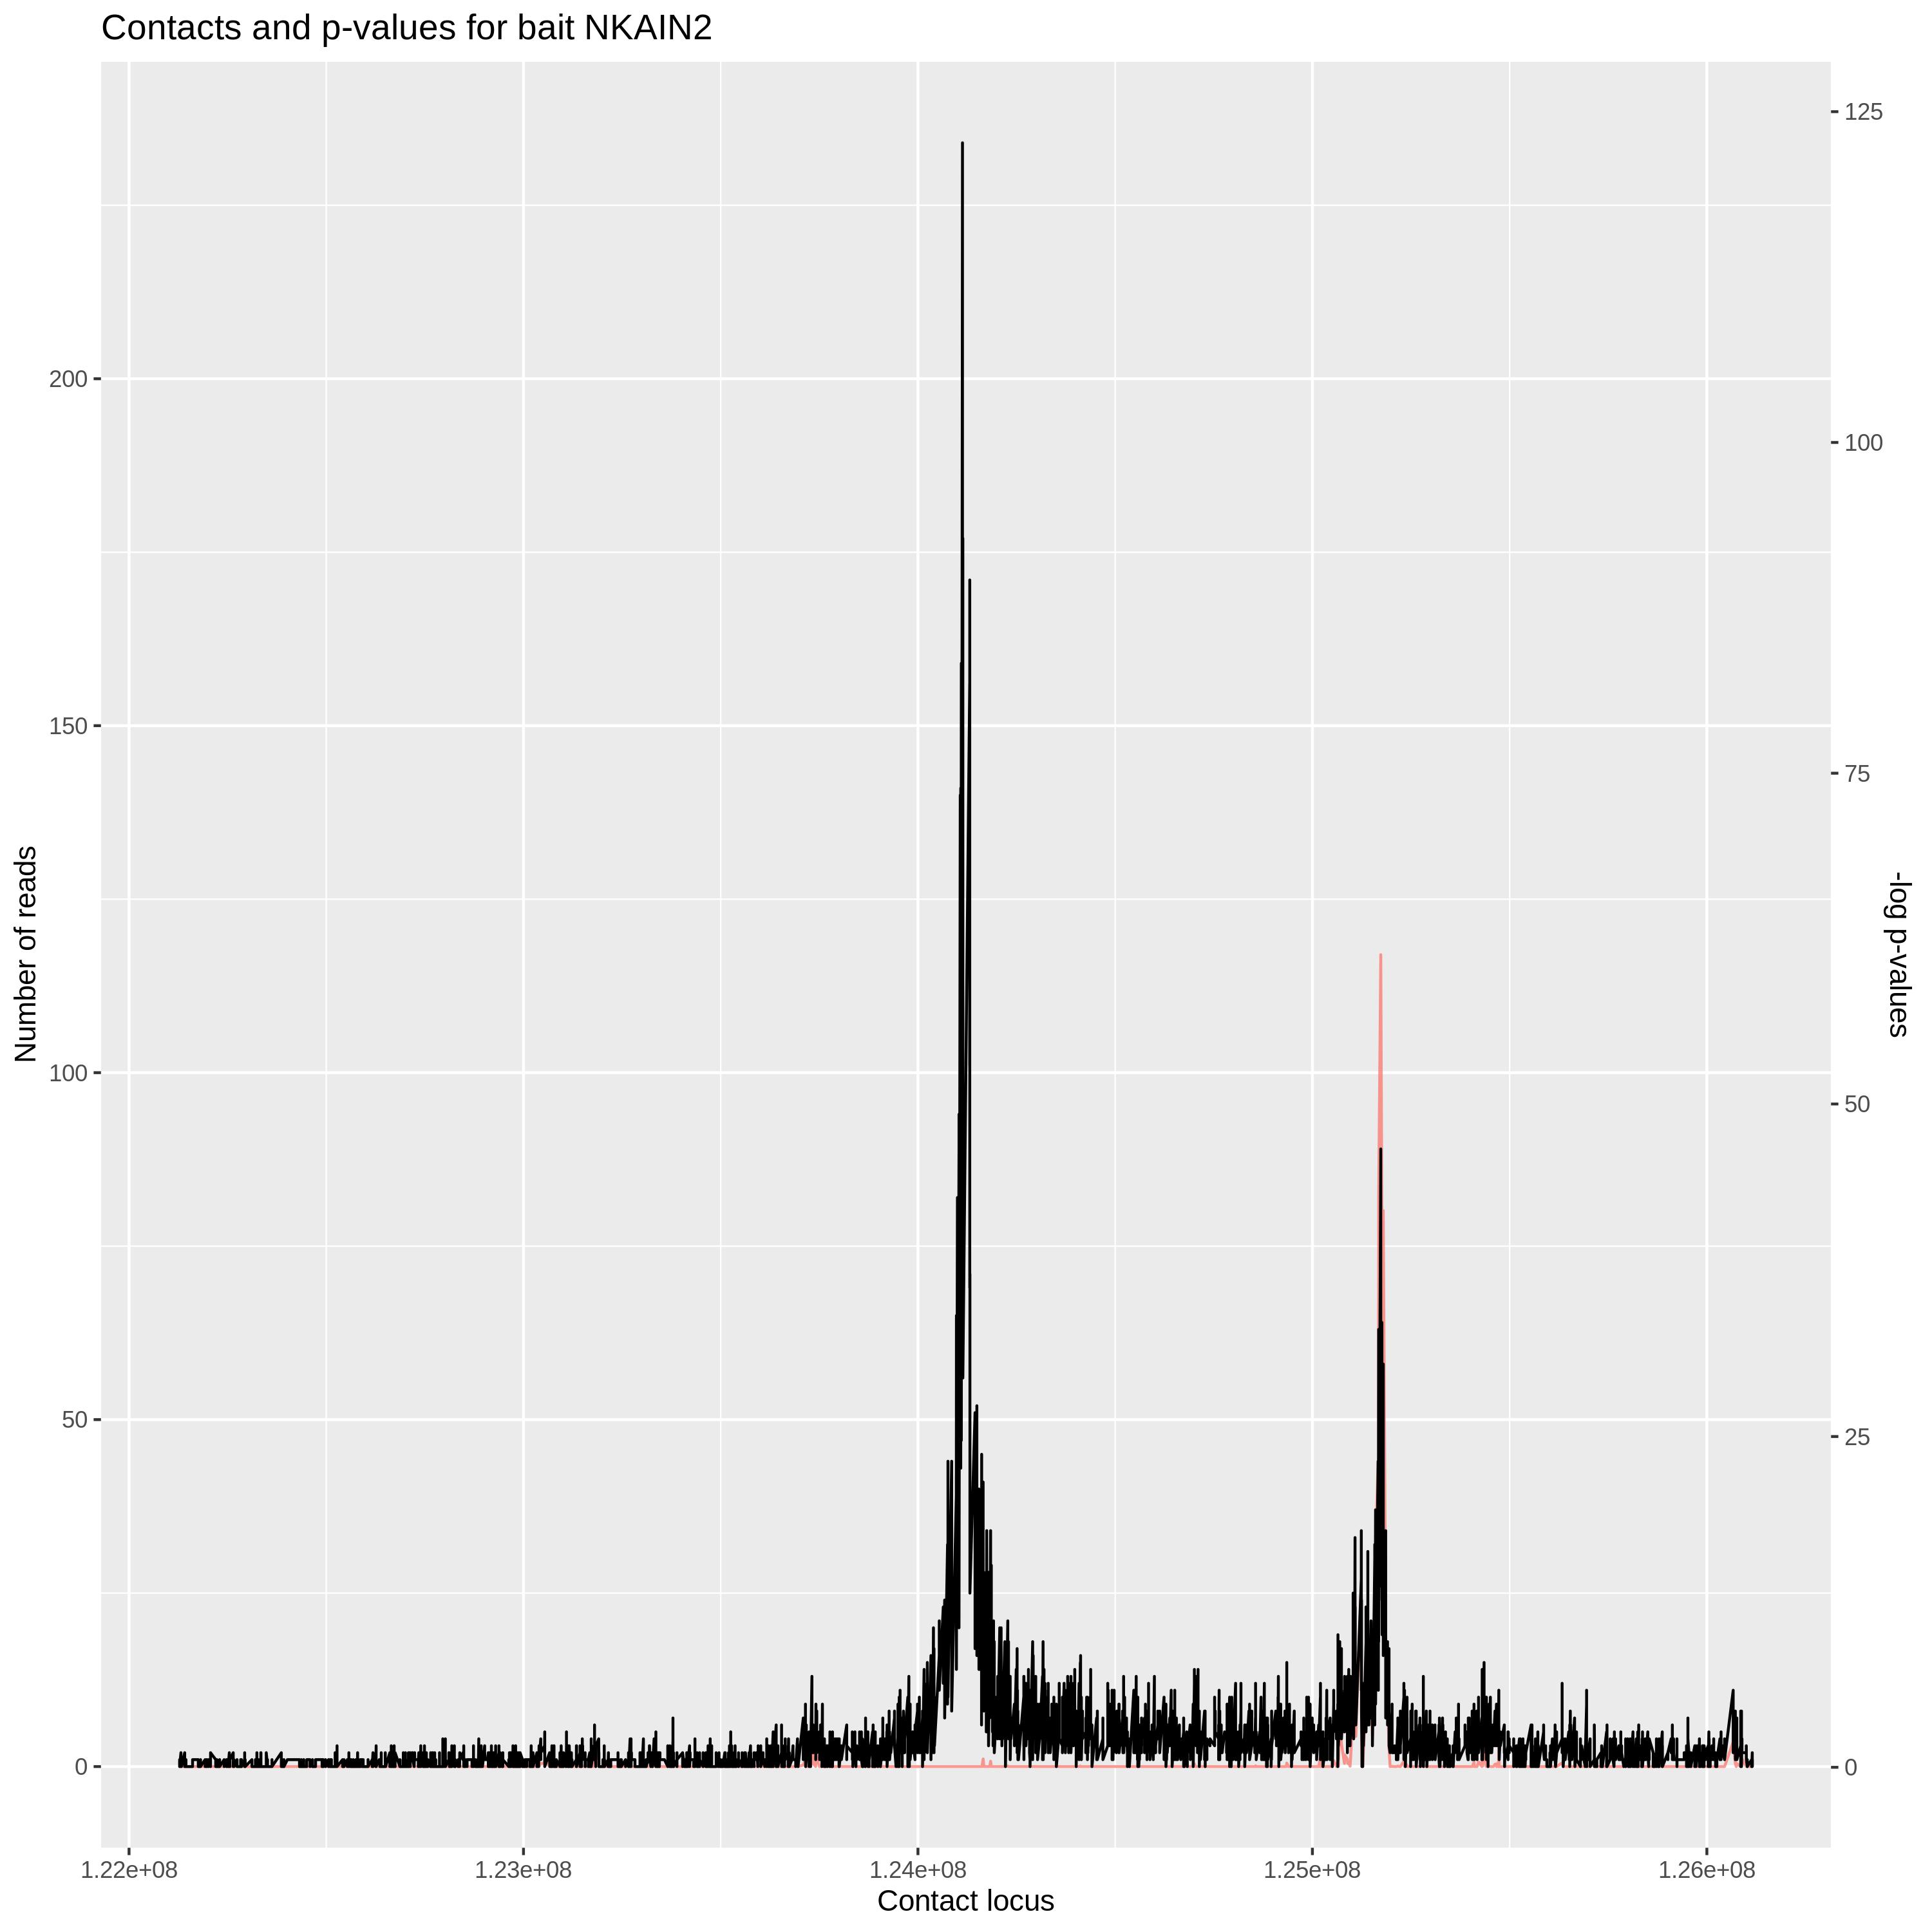 Contacts and p-values for bait NKAIN2
Number of reads
200
150
100
50
0
125
100
75
50
25
0
-log p-values
1.22e+08
1.23e+08
1.24e+08
1.25e+08
1.26e+08
Contact locus